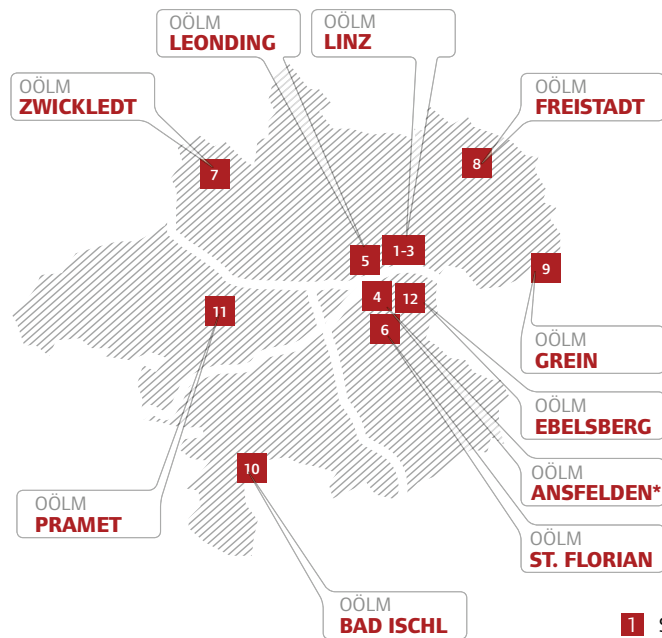 OÖLM
LEONDING
OÖLM
LINZ
OÖLM
ZWICKLEDT
OÖLM
FREISTADT
7
8
5
1-3
9
4
12
11
6
OÖLM
GREIN
OÖLM
EBELSBERG
10
OÖLM
ANSFELDEN*
OÖLM
PRAMET
OÖLM
ST. FLORIAN
OÖLM
BAD ISCHL
1